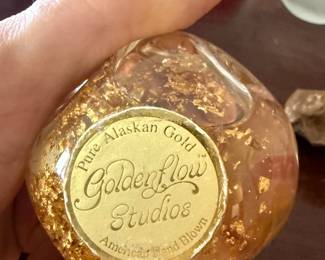 Pure Alaskan Gold
Goldenflow
Studios
American Hand Blown